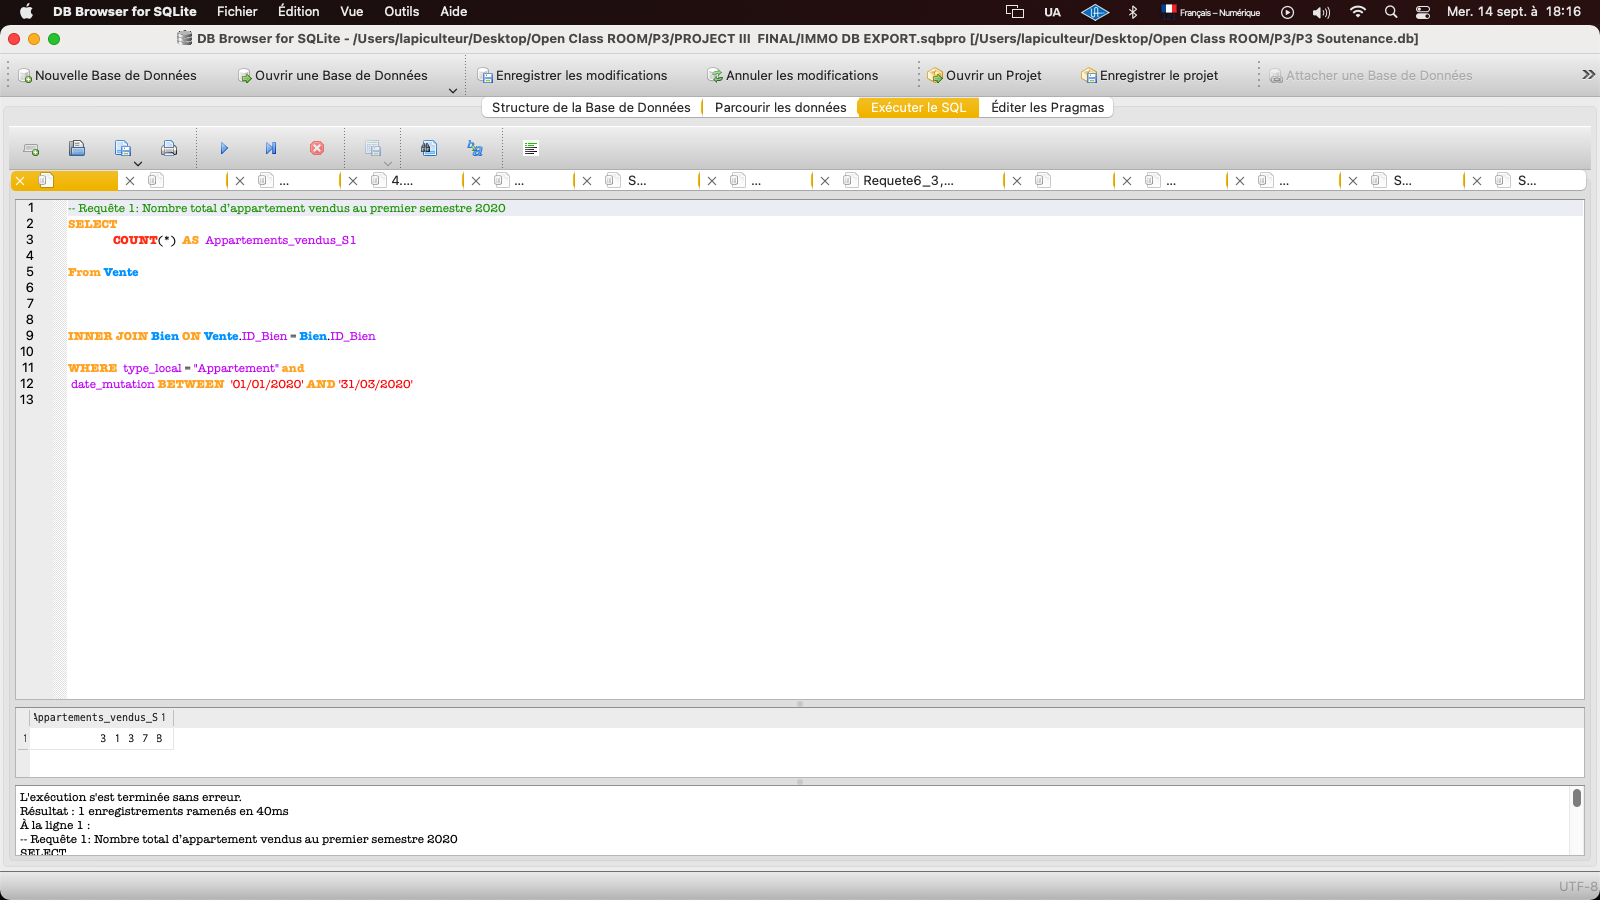 DB Browser for SQLite Fichier Édition Vue Outils Aide UA Français – Numérique Mer. 14 sept. à 18:16
DB Browser for SQLite - /Users/lapiculteur/Desktop/Open Class ROOM/P3/PROJECT III FINAL/IMMO DB EXPORT.sqbpro [/Users/lapiculteur/Desktop/Open Class ROOM/P3/P3 Soutenance.db]
Nouvelle Base de Données Ouvrir une Base de Données Enregistrer les modifications Annuler les modifications Ouvrir un Projet Enregistrer le projet Attacher une Base de Données »
Structure de la Base de Données Parcourir les données Exécuter le SQL Éditer les Pragmas
... 4.... ... S... ... Requete6_3,... ... ... S... S...
1 -- Requête 1: Nombre total d'appartement vendus au premier semestre 2020
2 SELECT
3 COUNT(*) AS Appartements_vendus_S1
4
5 From Vente
6
7
8
9 INNER JOIN Bien ON Vente.ID_Bien = Bien.ID_Bien
10
11 WHERE type_local = "Appartement" and
12 date_mutation BETWEEN '01/01/2020' AND '31/03/2020'
13
Appartements_vendus_S1
1 31378
L'exécution s'est terminée sans erreur.
Résultat : 1 enregistrements ramenés en 40ms
À la ligne 1 :
-- Requête 1: Nombre total d'appartement vendus au premier semestre 2020
SELECT
UTF-8